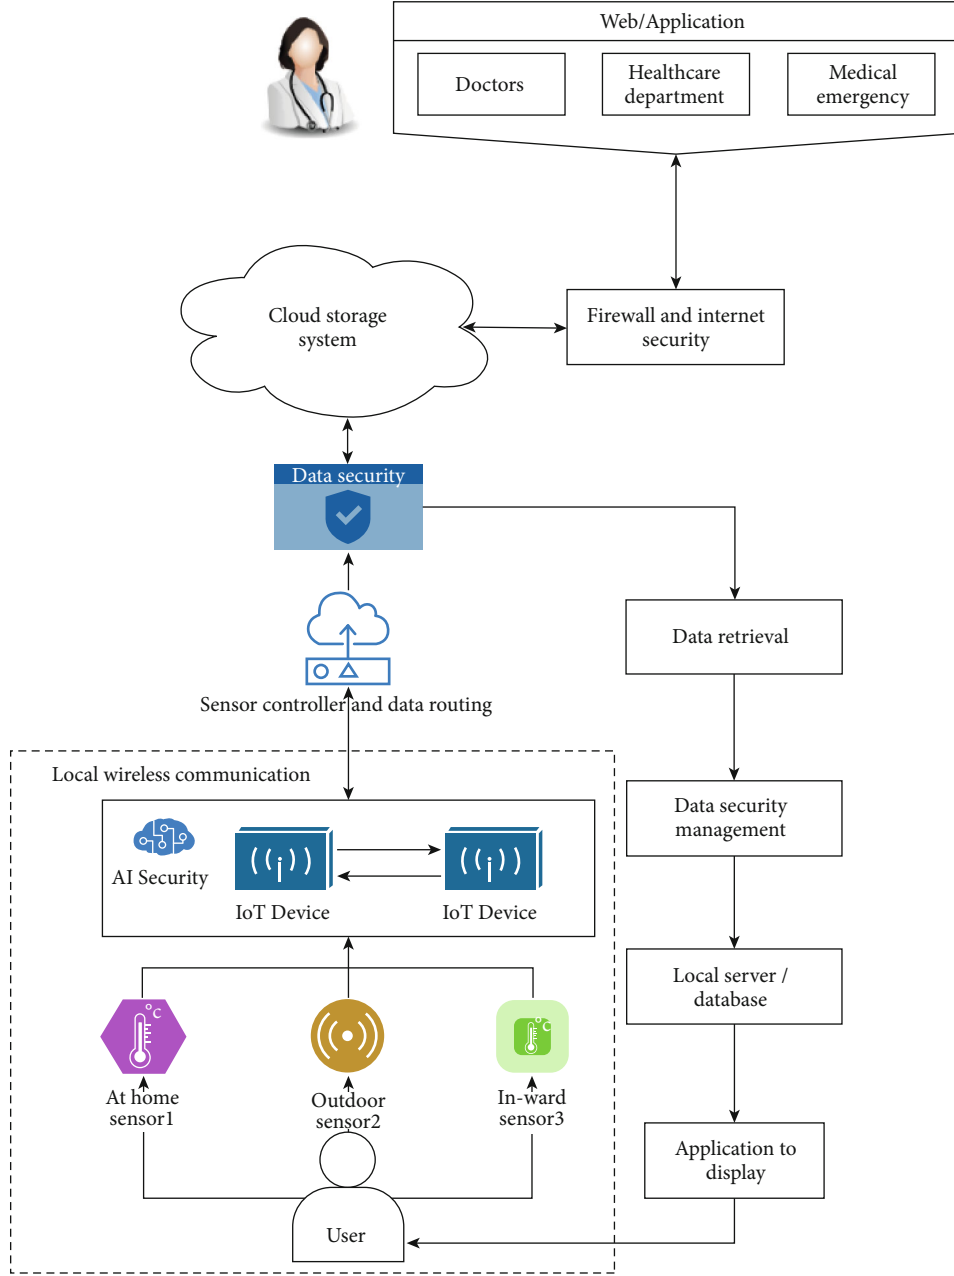 Web/Application
Doctors
Healthcare
department
Medical
emergency
Cloud storage
system
Firewall and internet
security
Data security
Data retrieval
Sensor controller and data routing
Local wireless communication
AI Security
IoT Device
IoT Device
Data security
management
Local server /
database
°C
°C
At home
sensor1
Outdoor
sensor2
In-ward
sensor3
Application to
display
User